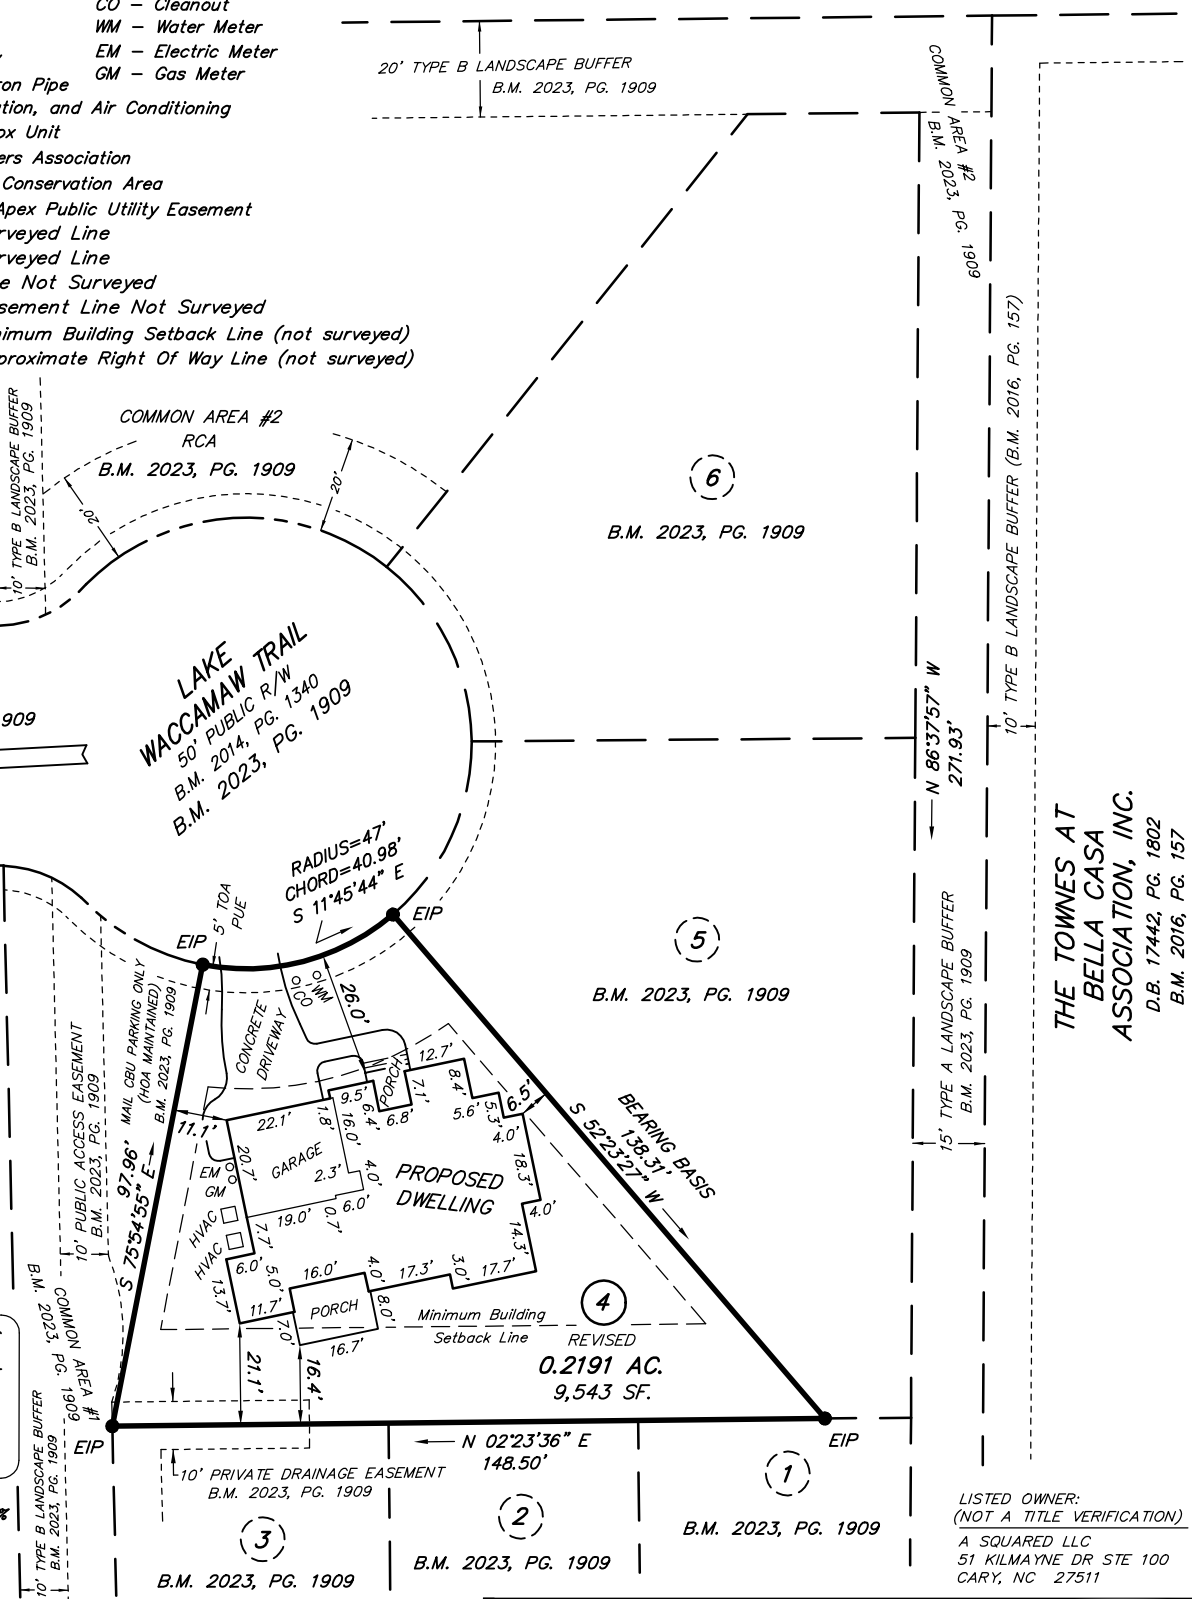 CO – Cleanout
WM – Water Meter
EM – Electric Meter
GM – Gas Meter
Pipe
and Air Conditioning
Unit
Association
Conservation Area
Apex Public Utility Easement
Line
Line
Not Surveyed
Line Not Surveyed
Building Setback Line (not surveyed)
Right Of Way Line (not surveyed)
20' TYPE B LANDSCAPE BUFFER
B.M. 2023, PG. 1909
COMMON AREA #2
B.M. 2023, PG. 1909
10' TYPE B LANDSCAPE BUFFER (B.M. 2016, PG. 157)
10' TYPE B LANDSCAPE BUFFER
B.M. 2023, PG. 1909
COMMON AREA #2
RCA
B.M. 2023, PG. 1909
20'
20'
6
B.M. 2023, PG. 1909
LAKE
WACCAMAW TRAIL
50' PUBLIC R/W
B.M. 2014, PG. 1340
B.M. 2023, PG. 1909
909
N 86°37'57" W
271.93'
RADIUS=47'
CHORD=40.98'
S 11°45'44" E
EIP
EIP
5' TOA
PUE
5
B.M. 2023, PG. 1909
THE TOWNES AT
BELLA CASA
ASSOCIATION, INC.
D.B. 17442, PG. 1802
B.M. 2016, PG. 157
15' TYPE A LANDSCAPE BUFFER
B.M. 2023, PG. 1909
MAIL CBU PARKING ONLY
(HOA MAINTAINED)
B.M. 2023, PG. 1909
10' PUBLIC ACCESS EASEMENT
B.M. 2023, PG. 1909
97.96'
S 75°54'55" E
CONCRETE
DRIVEWAY
CO
WM
26.0'
PORCH
12.7'
7.1'
8.4'
5.6'
5.3'
4.0'
6.5'
9.5'
1.8'
16.0'
6.4'
6.8'
22.1'
11.1'
20.7'
GARAGE
2.3'
4.0'
6.0'
0.7'
19.0'
EM
GM
HVAC
HVAC
7.7'
6.0'
5.0'
13.7'
PROPOSED
DWELLING
18.3'
4.0'
14.3'
17.7'
3.0'
17.3'
4.0'
16.0'
8.0'
PORCH
11.7'
7.0'
16.7'
BEARING BASIS
138.31'
S 52°23'27" W
Minimum Building
Setback Line
4
REVISED
0.2191 AC.
9,543 SF.
21.1'
16.4'
COMMON AREA #1
B.M. 2023, PG. 1909
10' TYPE B LANDSCAPE BUFFER
B.M. 2023, PG. 1909
EIP
EIP
N 02°23'36" E
148.50'
10' PRIVATE DRAINAGE EASEMENT
B.M. 2023, PG. 1909
3
B.M. 2023, PG. 1909
2
B.M. 2023, PG. 1909
1
B.M. 2023, PG. 1909
%
LISTED OWNER:
(NOT A TITLE VERIFICATION)
A SQUARED LLC
51 KILMAYNE DR STE 100
CARY, NC 27511